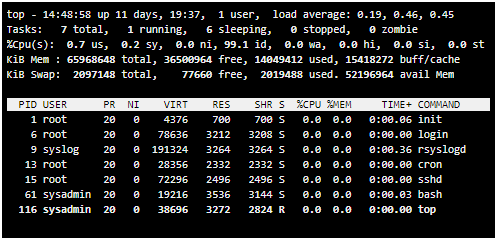 top - 14:48:58 up 11 days, 19:37,  1 user,  load average: 0.19, 0.46, 0.45
Tasks:   7 total,   1 running,   6 sleeping,   0 stopped,   0 zombie
%Cpu(s):  0.7 us,  0.2 sy,  0.0 ni, 99.1 id,  0.0 wa,  0.0 hi,  0.0 si,  0.0 st
KiB Mem : 65968648 total, 36500964 free, 14049412 used, 15418272 buff/cache
KiB Swap:  2097148 total,    77660 free,  2019488 used. 52196964 avail Mem
PID USER      PR  NI    VIRT    RES    SHR S  %CPU %MEM     TIME+ COMMAND
1 root      20   0    4376    700    700 S   0.0  0.0   0:00.06 init
6 root      20   0   78636   3212   3208 S   0.0  0.0   0:00.00 login
9 syslog    20   0  191324   3264   3264 S   0.0  0.0   0:00.36 rsyslogd
13 root      20   0   28356   2332   2332 S   0.0  0.0   0:00.00 cron
15 root      20   0   72296   2496   2496 S   0.0  0.0   0:00.00 sshd
61 sysadmin  20   0   19216   3536   3144 S   0.0  0.0   0:00.03 bash
116 sysadmin  20   0   38696   3272   2824 R   0.0  0.0   0:00.00 top